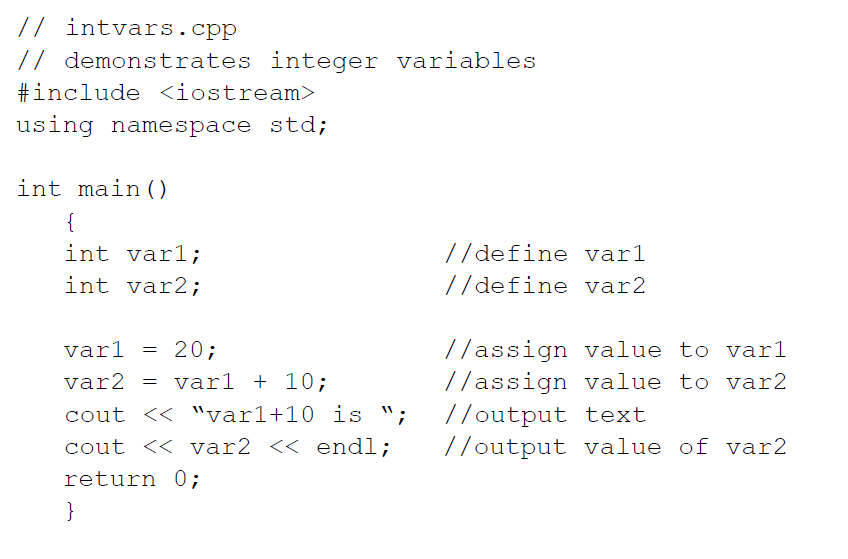 // intvars.cpp
// demonstrates integer variables
#include <iostream>
using namespace std;

int main()
   {
   int var1;               //define var1
   int var2;               //define var2

   var1 = 20;              //assign value to var1
   var2 = var1 + 10;       //assign value to var2
   cout << “var1+10 is “;  //output text
   cout << var2 << endl;   //output value of var2
   return 0;
   }